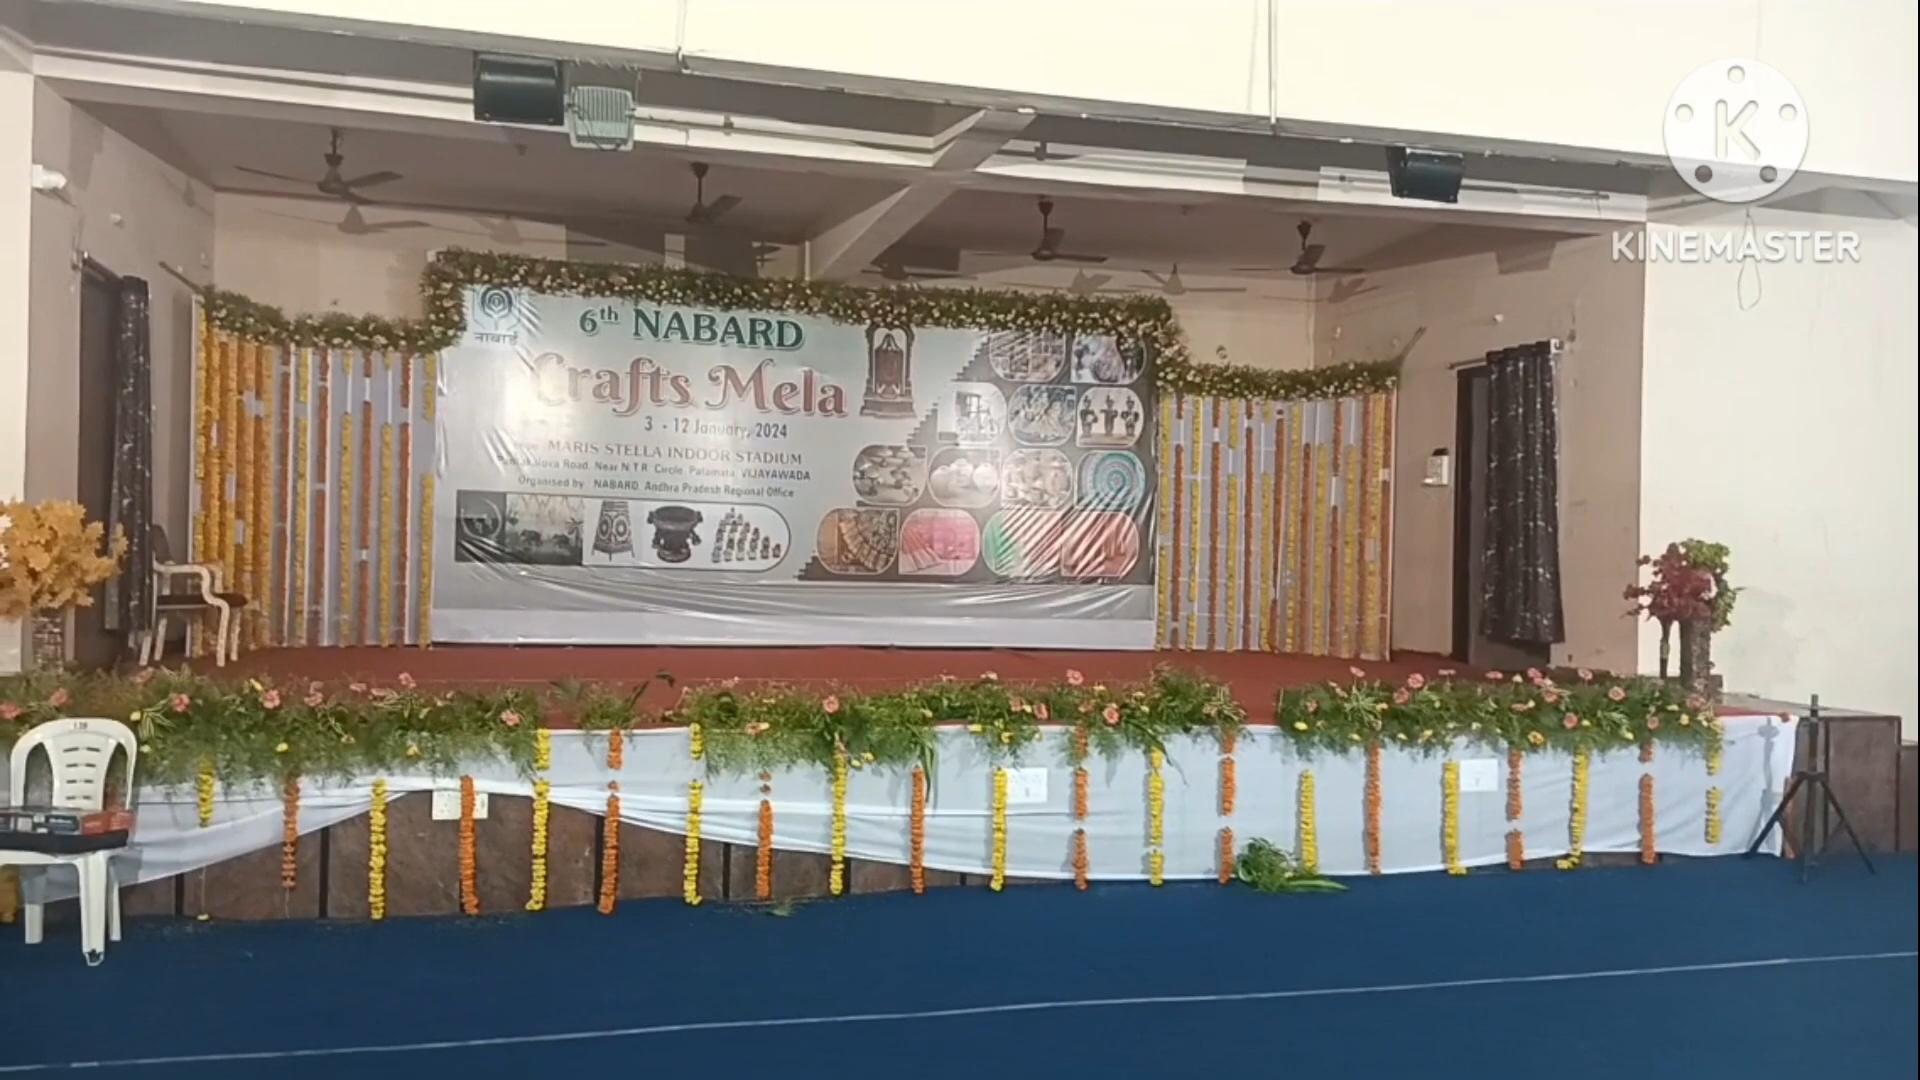 नाबार्ड
6th NABARD
Crafts Mela
3 - 12 January, 2024
MARIS STELLA INDOOR STADIUM
Road, Near N.T.R. Circle, Patamata, VIJAYAWADA
Organised by : NABARD, Andhra Pradesh Regional Office
K
KINEMASTER